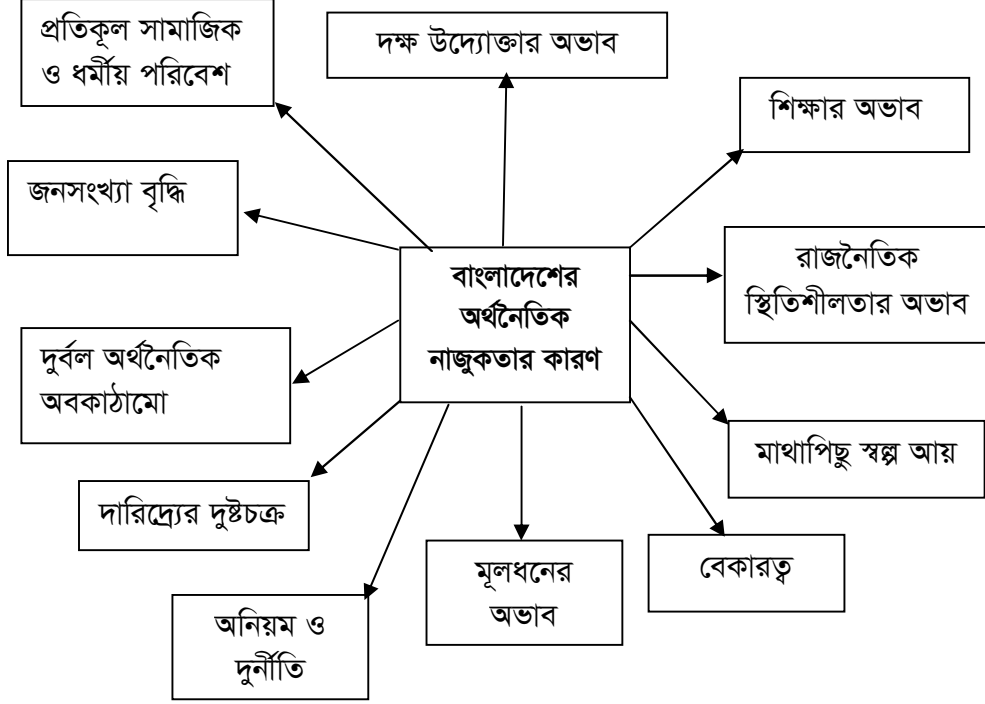 প্রতিকূল সামাজিক
ও ধর্মীয় পরিবেশ
দক্ষ উদ্যোক্তার অভাব
শিক্ষার অভাব
জনসংখ্যা বৃদ্ধি
বাংলাদেশের
অর্থনৈতিক
নাজুকতার কারণ
রাজনৈতিক
স্থিতিশীলতার অভাব
দুর্বল অর্থনৈতিক
অবকাঠামো
মাথাপিছু স্বল্প আয়
দারিদ্র্যের দুষ্টচক্র
মূলধনের
অভাব
বেকারত্ব
অনিয়ম ও
দুর্নীতি